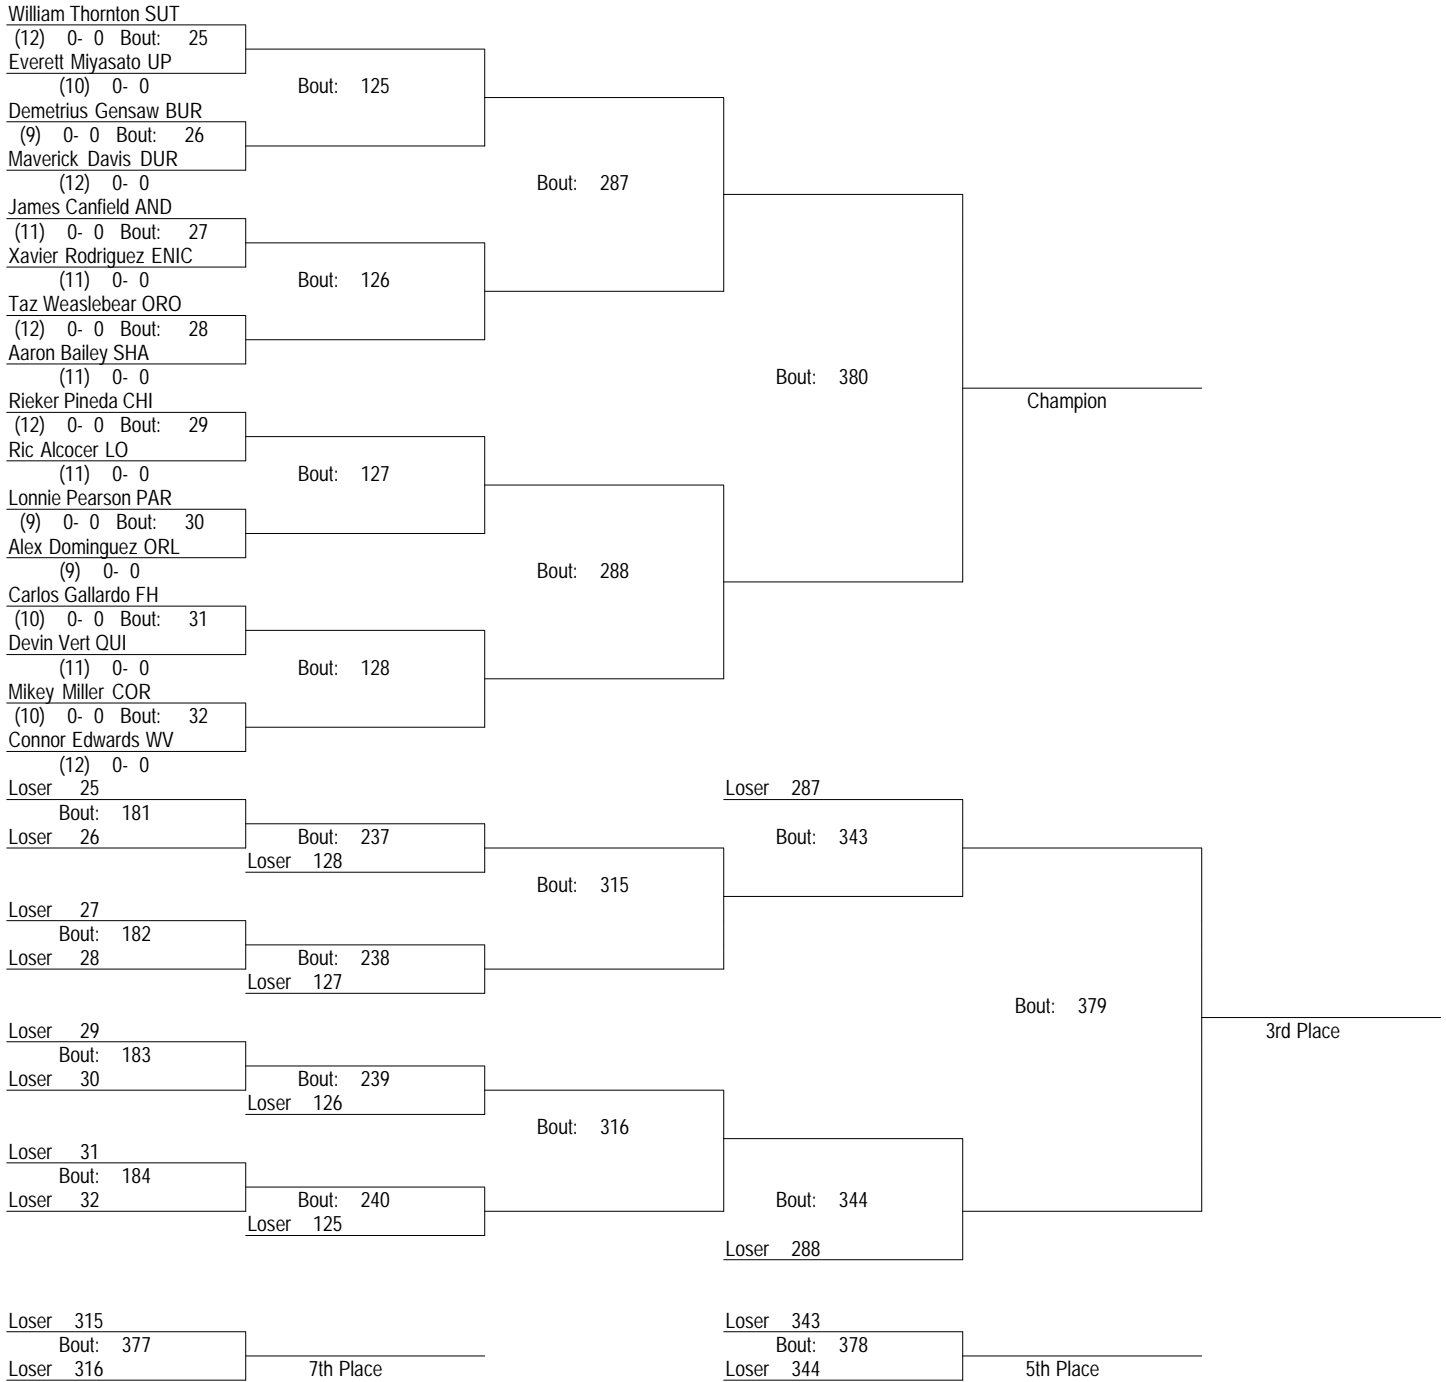 William Thornton SUT
(12) 0- 0 Bout: 25
Everett Miyasato UP
(10) 0- 0 Bout: 125
Demetrius Gensaw BUR
(9) 0- 0 Bout: 26
Maverick Davis DUR
(12) 0- 0 Bout: 287
James Canfield AND
(11) 0- 0 Bout: 27
Xavier Rodriguez ENIC
(11) 0- 0 Bout: 126
Taz Weaslebear ORO
(12) 0- 0 Bout: 28
Aaron Bailey SHA
(11) 0- 0 Bout: 380
Rieker Pineda CHI Champion
(12) 0- 0 Bout: 29
Ric Alcocer LO
(11) 0- 0 Bout: 127
Lonnie Pearson PAR
(9) 0- 0 Bout: 30
Alex Dominguez ORL
(9) 0- 0 Bout: 288
Carlos Gallardo FH
(10) 0- 0 Bout: 31
Devin Vert QUI
(11) 0- 0 Bout: 128
Mikey Miller COR
(10) 0- 0 Bout: 32
Connor Edwards WV
(12) 0- 0
Loser 25 Loser 287
Bout: 181
Loser 26 Bout: 237 Bout: 343
Loser 128
Bout: 315
Loser 27
Bout: 182
Loser 28 Bout: 238
Loser 127
Bout: 379
Loser 29 3rd Place
Bout: 183
Loser 30 Bout: 239
Loser 126
Bout: 316
Loser 31
Bout: 184
Loser 32 Bout: 240 Bout: 344
Loser 125
Loser 288
Loser 315 Loser 343
Bout: 377 Bout: 378
Loser 316 7th Place Loser 344 5th Place